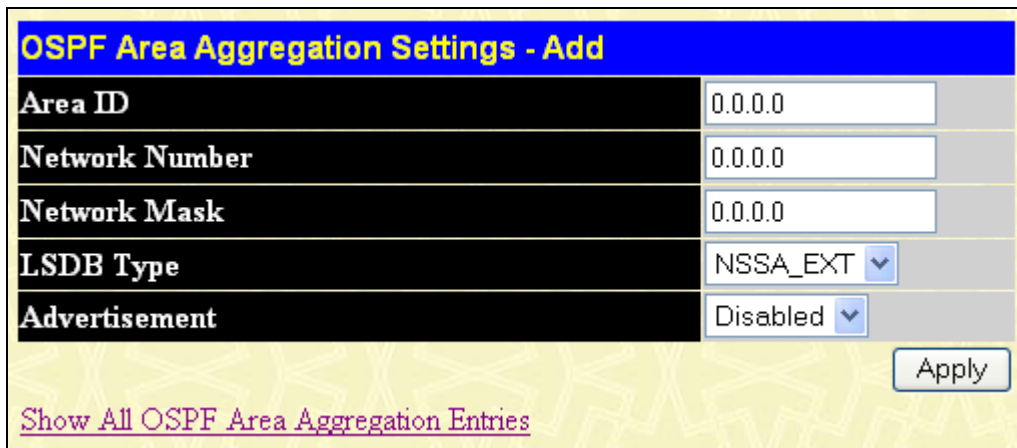 OSPF Area Aggregation Settings - Add
Area ID 0.0.0.0
Network Number 0.0.0.0
Network Mask 0.0.0.0
LSDB Type NSSA_EXT
Advertisement Disabled
Apply
Show All OSPF Area Aggregation Entries